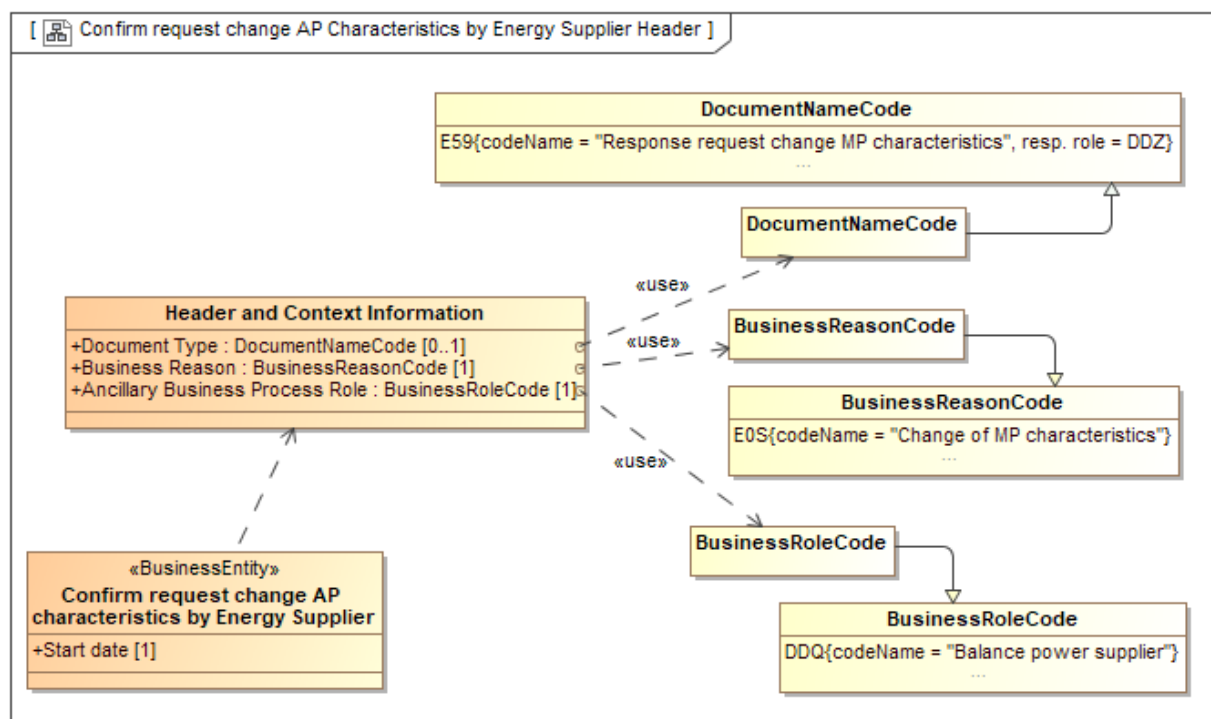 [ Confirm request change AP Characteristics by Energy Supplier Header ]
DocumentNameCode
E59{codeName = "Response request change MP characteristics", resp. role = DDZ}
...
DocumentNameCode
«use»
Header and Context Information
+Document Type : DocumentNameCode [0..1]
+Business Reason : BusinessReasonCode [1]
+Ancillary Business Process Role : BusinessRoleCode [1]
«use»
BusinessReasonCode
BusinessReasonCode
E0S{codeName = "Change of MP characteristics"}
...
«use»
BusinessRoleCode
«BusinessEntity»
Confirm request change AP
characteristics by Energy Supplier
+Start date [1]
BusinessRoleCode
DDQ{codeName = "Balance power supplier"}
...